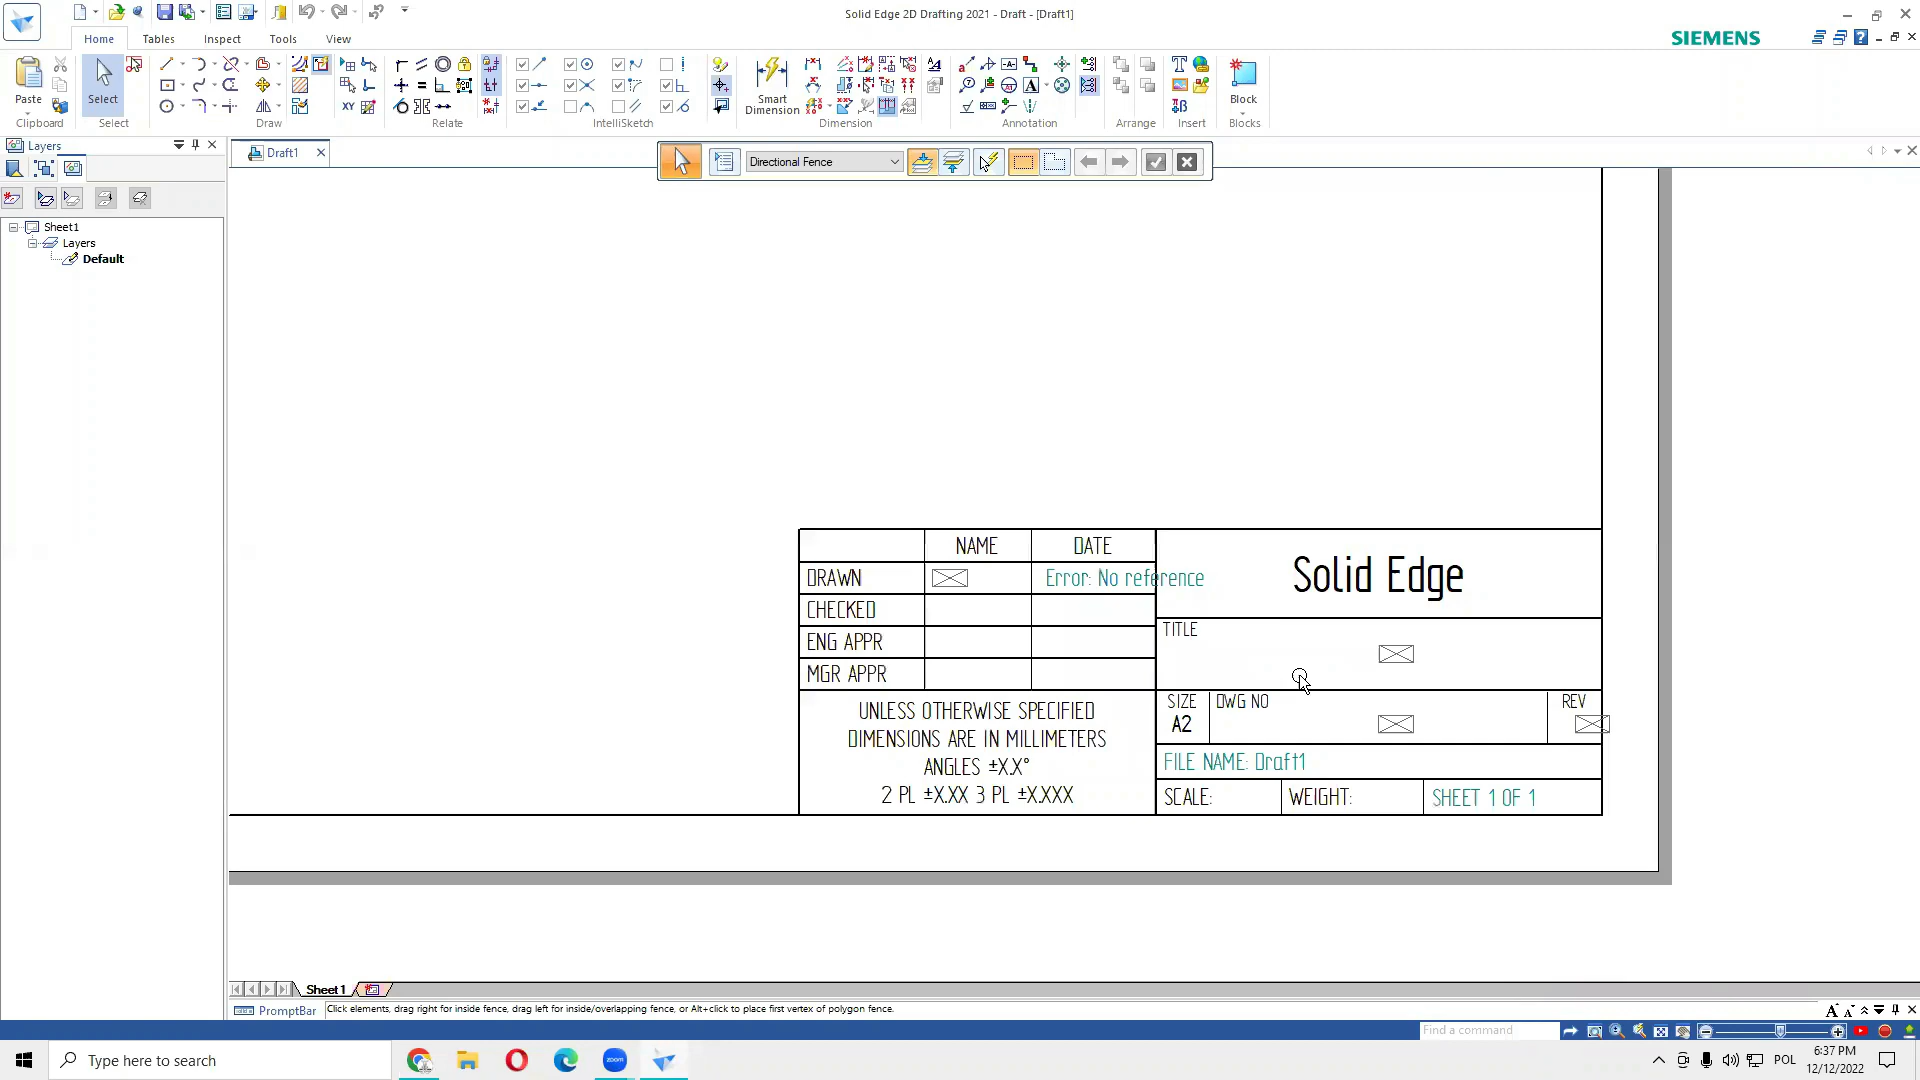 Solid Edge 2D Drafting 2021 - Draft - [Draft1]
Home Tables Inspect Tools View
SIEMENS
Paste
Clipboard
Select
Select
Draw
XY
Relate
IntelliSketch
Smart
Dimension
Dimension
Annotation
Arrange
Insert
Block
Blocks
Layers
Draft1
Directional Fence
Sheet1
Layers
Default
NAME DATE
DRAWN Error: No reference
CHECKED
ENG APPR
MGR APPR
UNLESS OTHERWISE SPECIFIED
DIMENSIONS ARE IN MILLIMETERS
ANGLES ±X.X°
2 PL ±X.XX 3 PL ±X.XXX
Solid Edge
TITLE
SIZE DWG NO REV
A2
FILE NAME: Draft1
SCALE: WEIGHT: SHEET 1 OF 1
Sheet1
PromptBar Click elements, drag right for inside fence, drag left for inside/overlapping fence, or Alt+click to place first vertex of polygon fence.
Find a command
Type here to search
zoom
POL
6:37 PM
12/12/2022